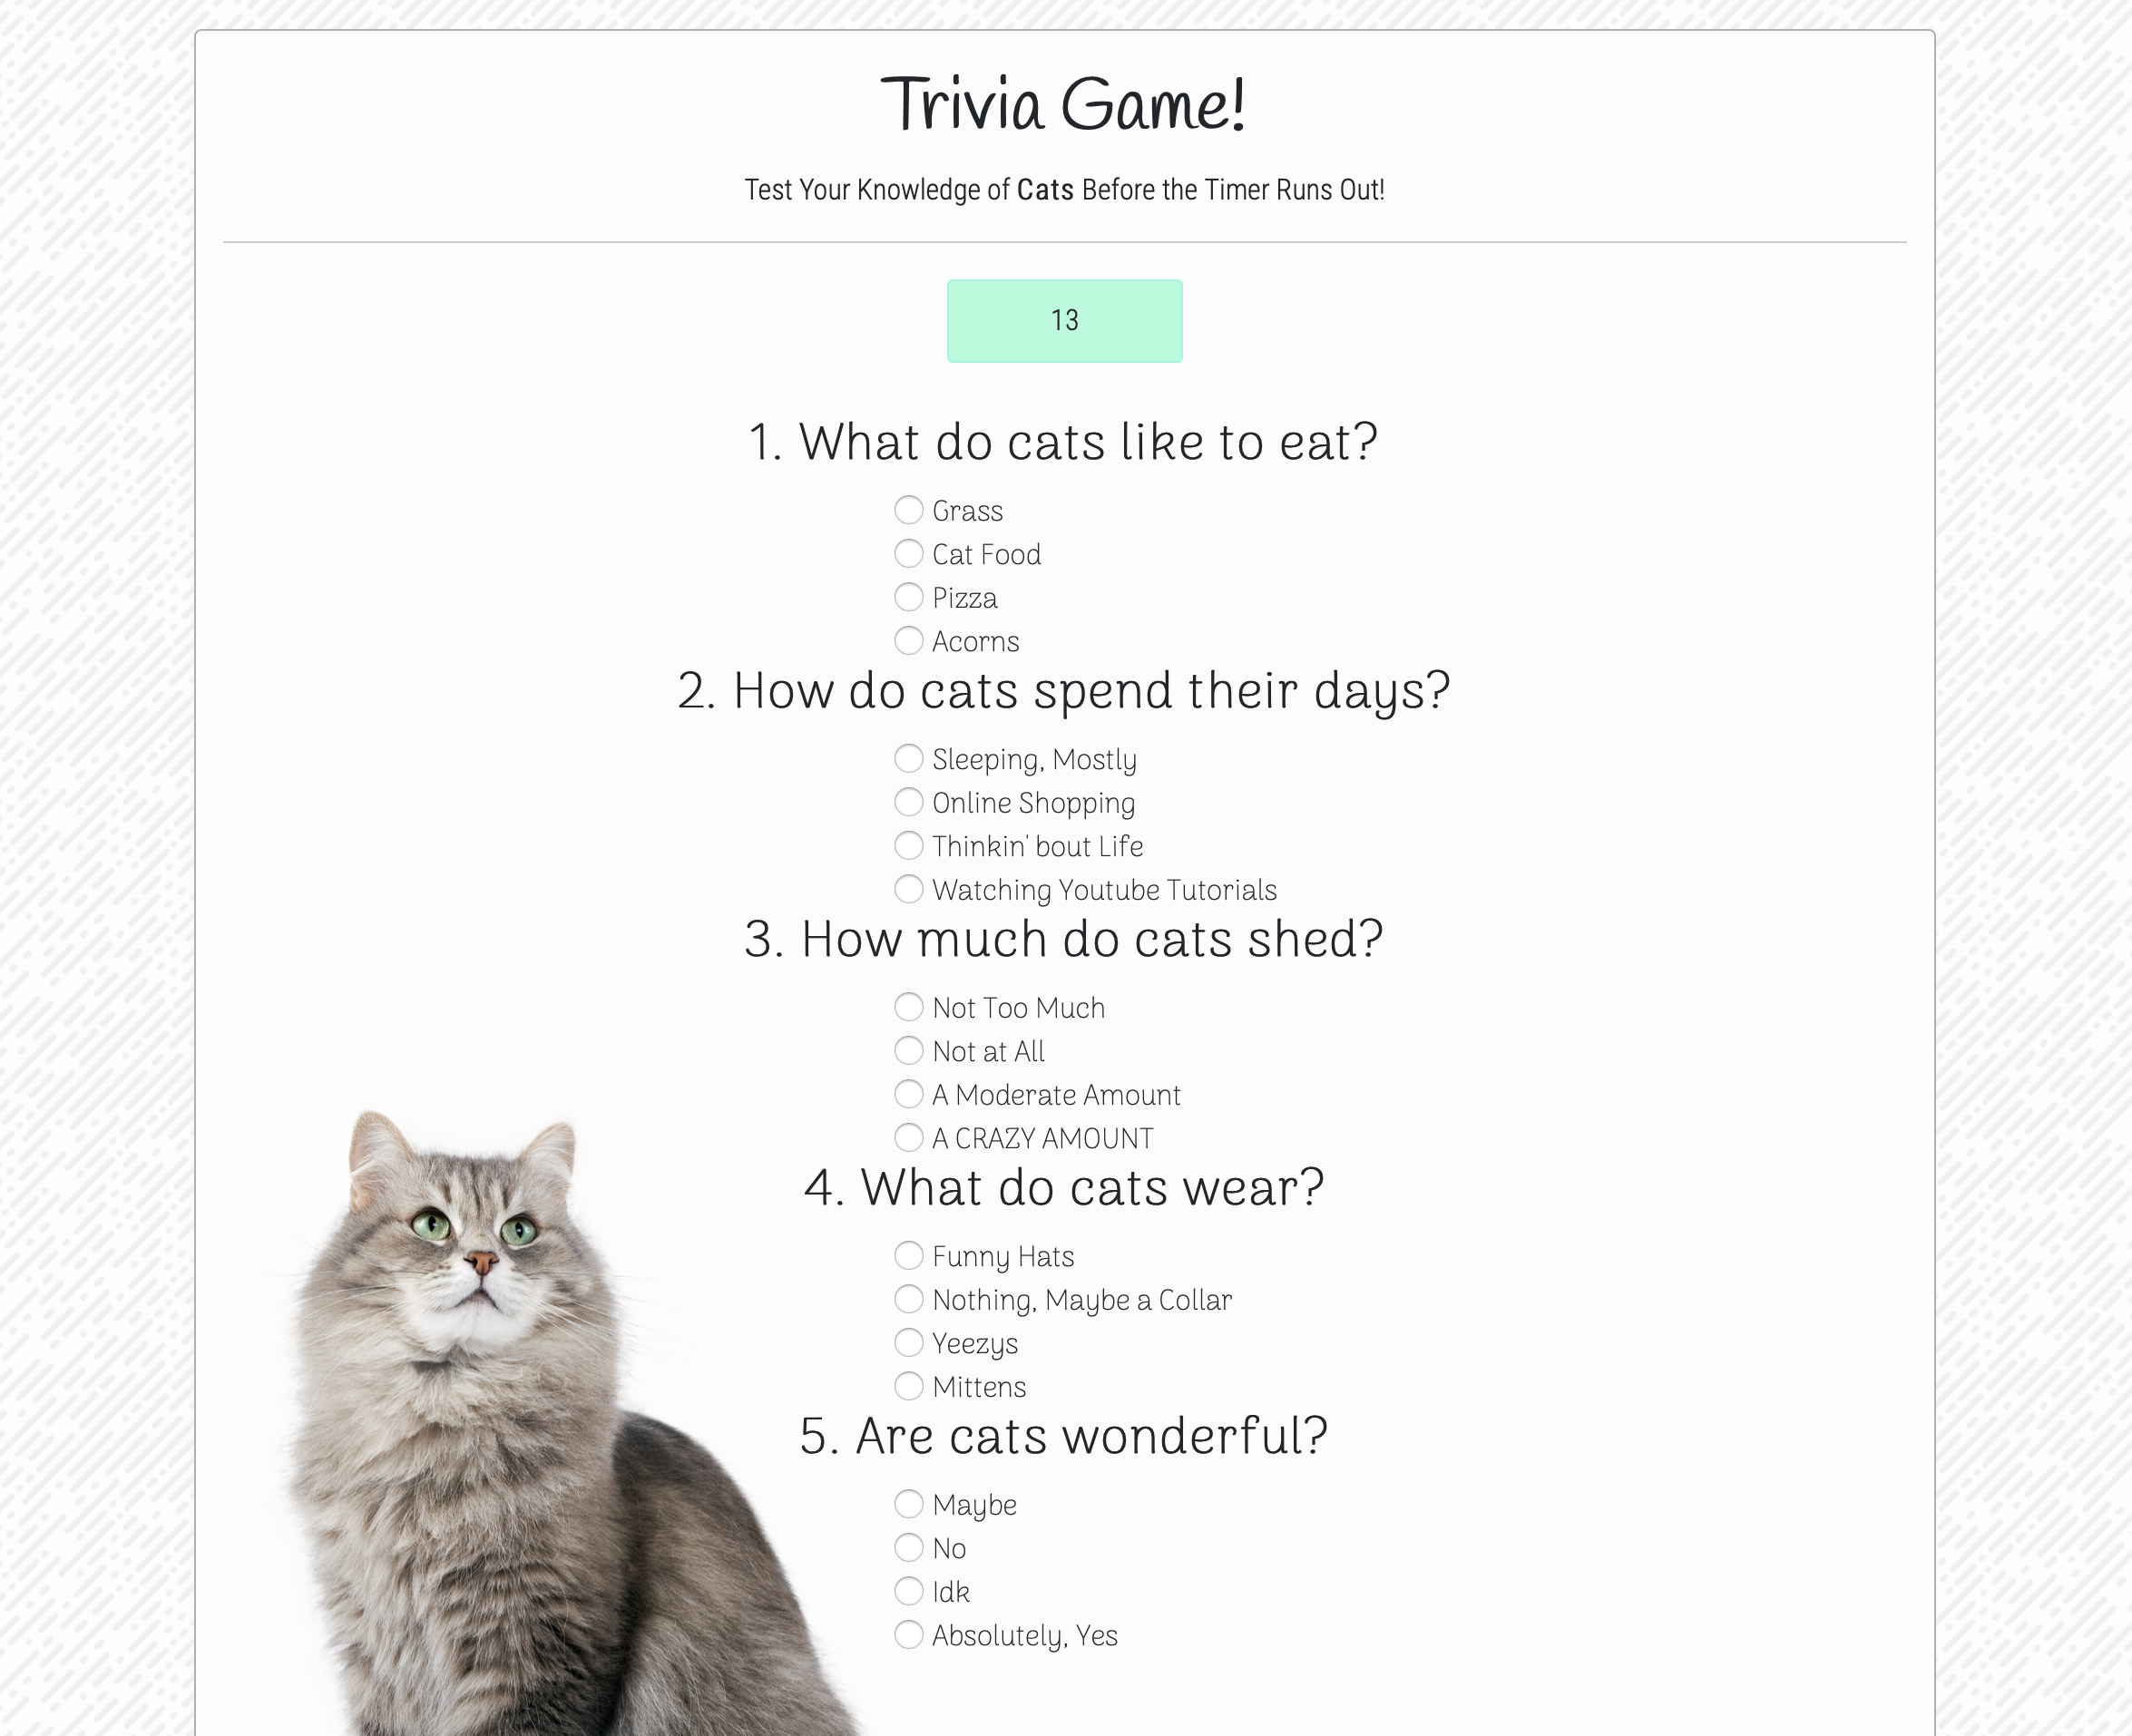 Trivia Game!
Test Your Knowledge of Cats Before the Timer Runs Out!
13
1. What do cats like to eat?
Grass
Cat Food
Pizza
Acorns
2. How do cats spend their days?
Sleeping, Mostly
Online Shopping
Thinkin' bout Life
Watching Youtube Tutorials
3. How much do cats shed?
Not Too Much
Not at All
A Moderate Amount
A CRAZY AMOUNT
4. What do cats wear?
Funny Hats
Nothing, Maybe a Collar
Yeezys
Mittens
5. Are cats wonderful?
Maybe
No
Idk
Absolutely, Yes